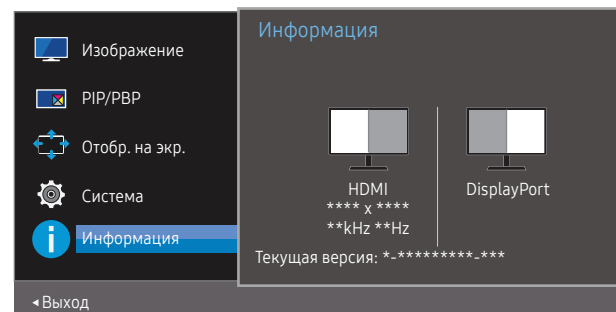 Изображение
PIP/PBP
Отобр. на экр.
Система
Информация
Информация
HDMI
**** x ****
**kHz **Hz
DisplayPort
Текущая версия: *-*********-***
◂Выход